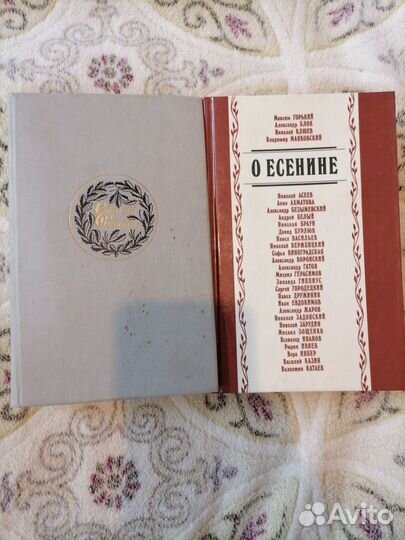 Сергей
Есенин
Максим ГОРЬКИЙ
Александр БЛОК
Николай КЛЮЕВ
Владимир МАЯКОВСКИЙ
О ЕСЕНИНЕ
Николай АСЕЕВ
Анна АХМАТОВА
Александр БЕЗЫМЕНСКИЙ
Андрей БЕЛЫЙ
Николай БРАУН
Давид БУРЛЮК
Павел ВАСИЛЬЕВ
Николай ВЕРЖБИЦКИЙ
Софья ВИНОГРАДСКАЯ
Александр ВОРОНСКИЙ
Александр ГАТОВ
Михаил ГЕРАСИМОВ
Зинаида ГИППИУС
Сергей ГОРОДЕЦКИЙ
Павел ДРУЖИНИН
Иван ЕВДОКИМОВ
Александр ЖАРОВ
Николай ЗАДОНСКИЙ
Николай ЗАРУДИН
Михаил ЗОЩЕНКО
Всеволод ИВАНОВ
Рюрик ИВНЕВ
Вера ИНБЕР
Василий КАЗИН
Валентин КАТАЕВ
Avito